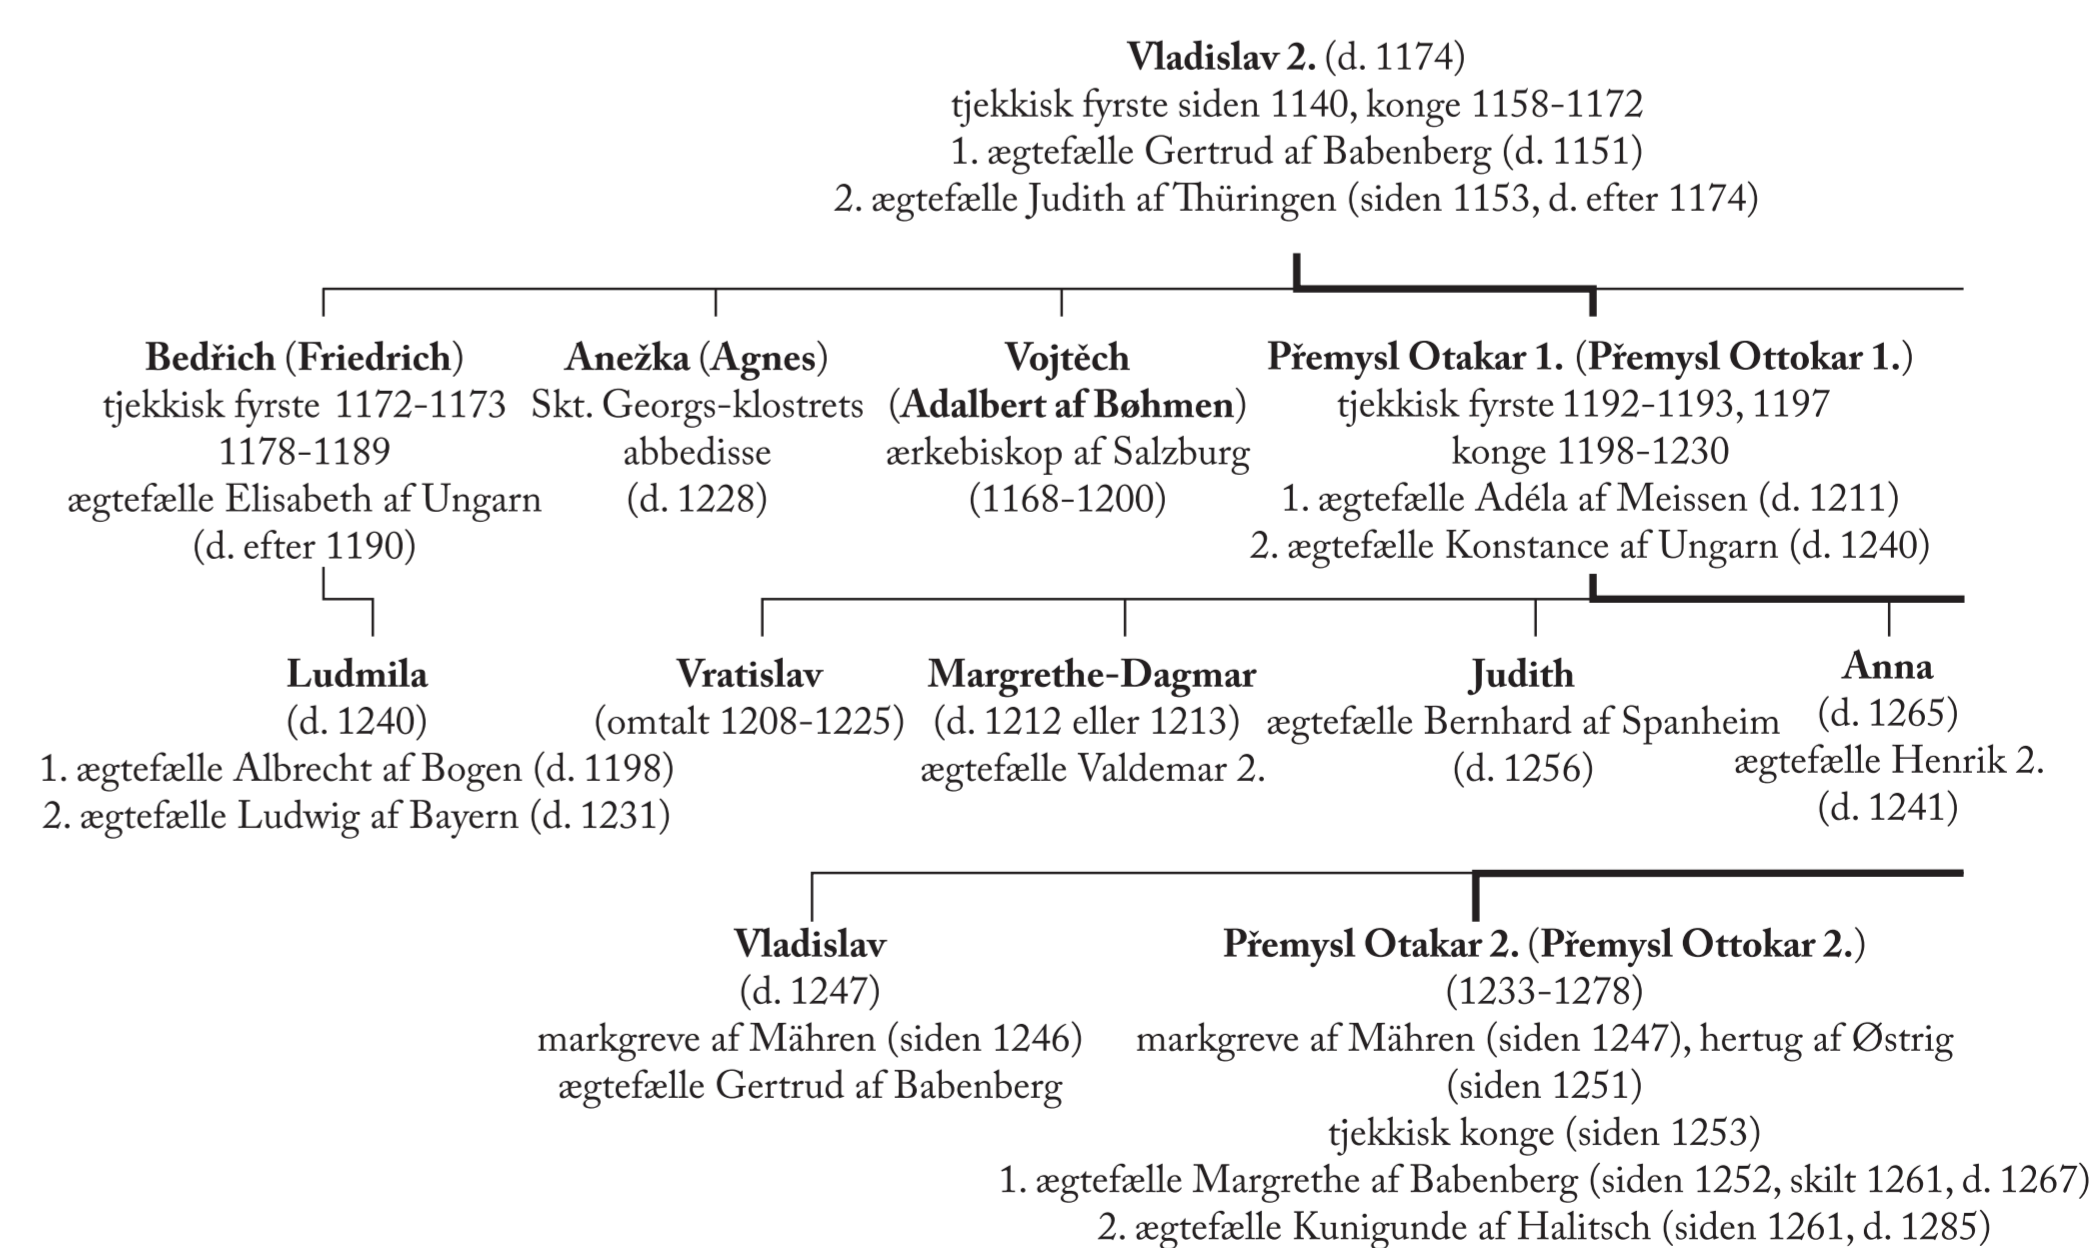 Vladislav 2. (d. 1174)
tjekkisk fyrste siden 1140, konge 1158-1172
1. ægtefælle Gertrud af Babenberg (d. 1151)
2. ægtefælle Judith af Thüringen (siden 1153, d. efter 1174)
Bedřich (Friedrich)
tjekkisk fyrste 1172-1173
1178-1189
ægtefælle Elisabeth af Ungarn
(d. efter 1190)
Anežka (Agnes)
Skt. Georgs-klostrets
abbedisse
(d. 1228)
Vojtěch
(Adalbert af Bøhmen)
ærkebiskop af Salzburg
(1168-1200)
Přemysl Otakar 1. (Přemysl Ottokar 1.)
tjekkisk fyrste 1192-1193, 1197
konge 1198-1230
1. ægtefælle Adéla af Meissen (d. 1211)
2. ægtefælle Konstance af Ungarn (d. 1240)
Ludmila
(d. 1240)
1. ægtefælle Albrecht af Bogen (d. 1198)
2. ægtefælle Ludwig af Bayern (d. 1231)
Vratislav
(omtalt 1208-1225)
Margrethe-Dagmar
(d. 1212 eller 1213)
ægtefælle Valdemar 2.
Judith
ægtefælle Bernhard af Spanheim
(d. 1256)
Anna
(d. 1265)
ægtefælle Henrik 2.
(d. 1241)
Vladislav
(d. 1247)
markgreve af Mähren (siden 1246)
ægtefælle Gertrud af Babenberg
Přemysl Otakar 2. (Přemysl Ottokar 2.)
(1233-1278)
markgreve af Mähren (siden 1247), hertug af Østrig
(siden 1251)
tjekkisk konge (siden 1253)
1. ægtefælle Margrethe af Babenberg (siden 1252, skilt 1261, d. 1267)
2. ægtefælle Kunigunde af Halitsch (siden 1261, d. 1285)